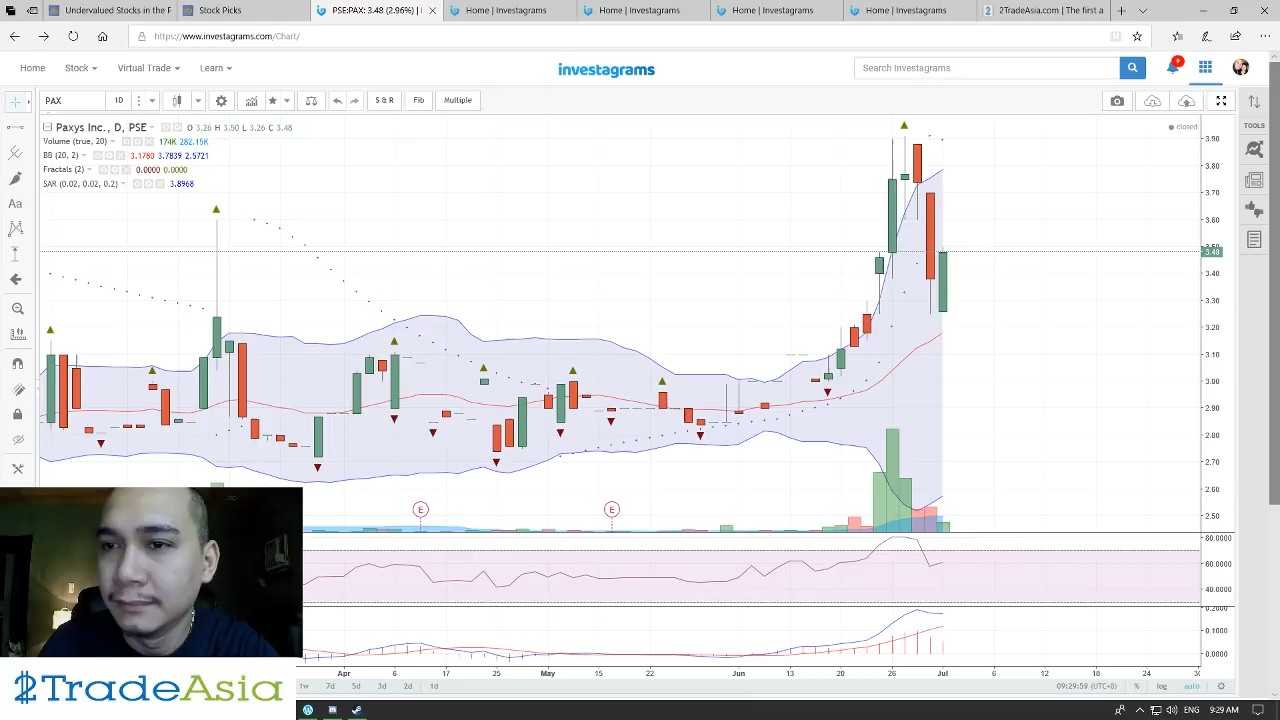 Undervalued Stocks in the P
Stock Picks
PSE:PAX: 3.48 (2.96%) | I
Home | Investagrams
Home | Investagrams
Home | Investagrams
Home | Investagrams
2TradeAsia.com | The first a
https://www.investagrams.com/Chart/
Home
Stock
Virtual Trade
Learn
investagrams
Search Investagrams
PAX
1D
S & R
Fib
Multiple
Paxys Inc., D, PSE
O 3.26 H 3.50 L 3.26 C 3.48
closed
Volume (true, 20)
174K 282.15K
BB (20, 2)
3.1780 3.7839 2.5721
Fractals (2)
0.0000 0.0000
SAR (0.02, 0.02, 0.2)
3.8968
TOOLS
Aa
3.90
3.80
3.70
3.60
3.48
3.40
3.30
3.20
3.10
3.00
2.90
2.80
2.70
2.60
2.50
E
E
80.0000
60.0000
40.0000
0.2000
0.1000
0.0000
Apr
6
16
25
May
15
22
Jun
13
20
26
Jul
6
12
18
24
1w
7d
5d
3d
2d
1d
09:29:59 (UTC+8)
%
log
auto
2TradeAsia
ENG
9:29 AM